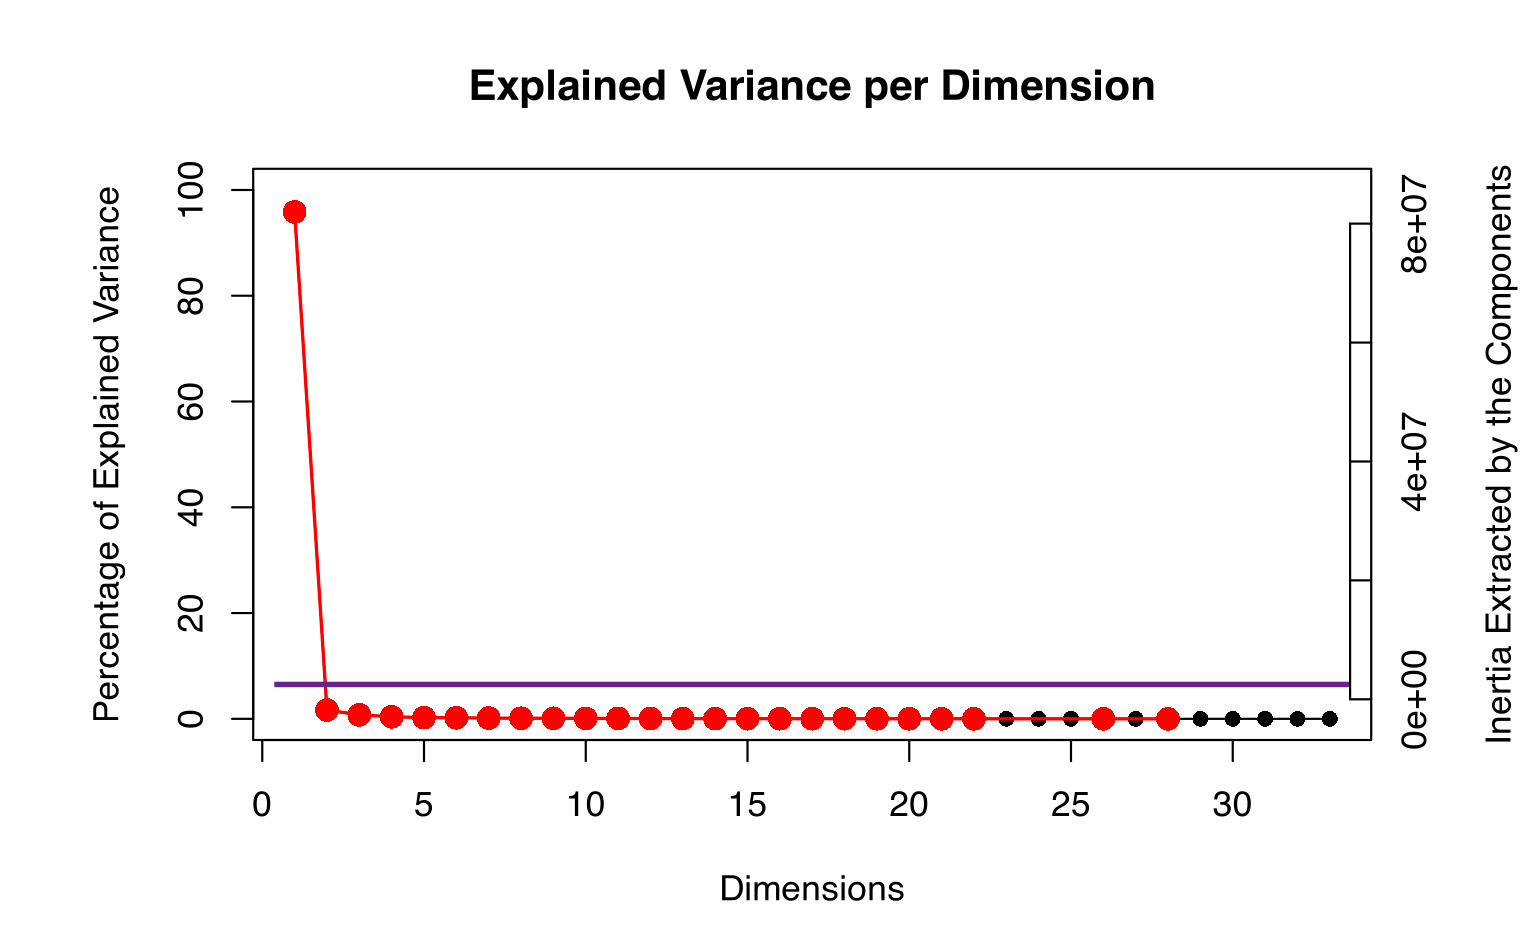 Explained Variance per Dimension
Percentage of Explained Variance
100
80
60
40
20
0
8e+07
4e+07
0e+00
Inertia Extracted by the Components
0 5 10 15 20 25 30
Dimensions